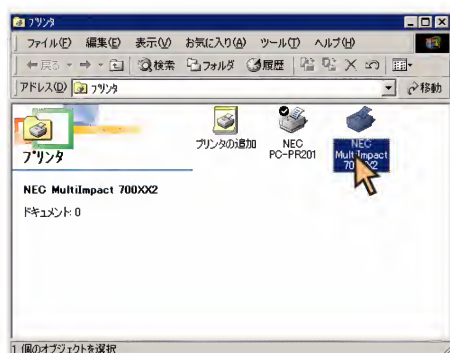 プリンタ
ファイル(F) 編集(E) 表示(V) お気に入り(A) ツール(T) ヘルプ(H)
戻る 検索 フォルダ 履歴
アドレス(D) プリンタ 移動
プリンタ
プリンタの追加
NEC
PC-PR201
NEC
MultiImpact
NEC MultiImpact 700XX2
ドキュメント: 0
1 個のオブジェクトを選択